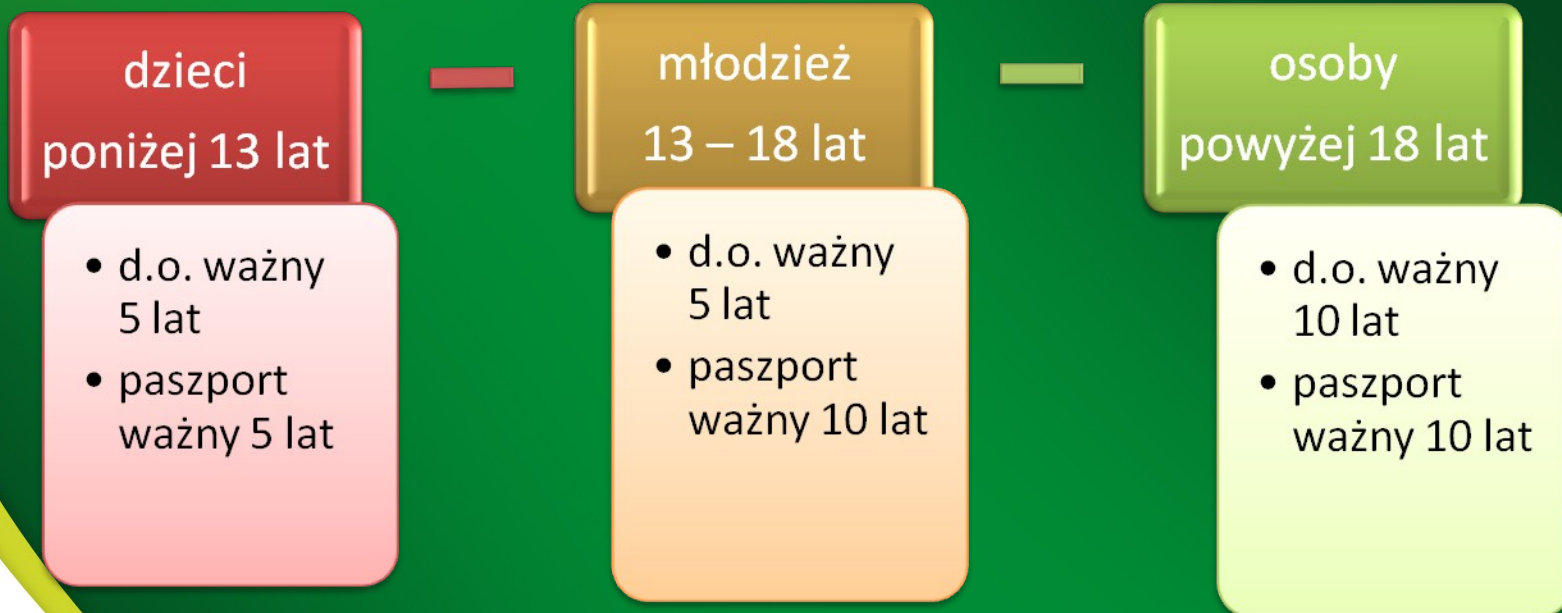 dzieci
poniżej 13 lat
• d.o. ważny
5 lat
• paszport
ważny 5 lat
młodzież
13 – 18 lat
• d.o. ważny
5 lat
• paszport
ważny 10 lat
osoby
powyżej 18 lat
• d.o. ważny
10 lat
• paszport
ważny 10 lat